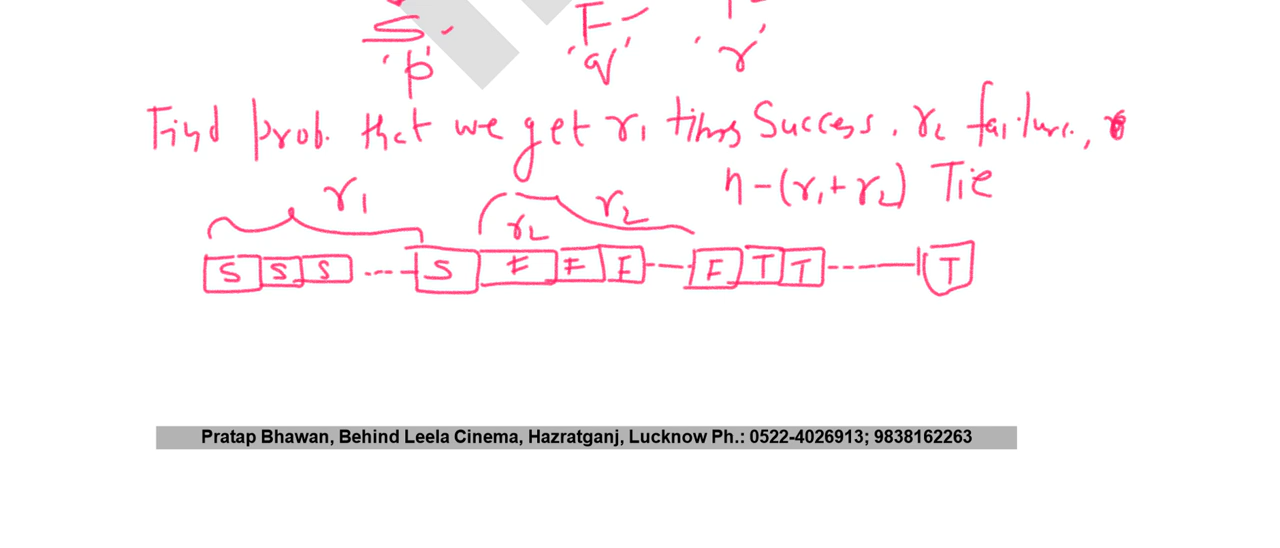 S - F -
'p' 'q' 'r'
Find prob. that we get r₁ times Success, r₂ failure,
n-(r₁+r₂) Tie
r₁ r₂
r₂
S S S ---- S F F F -- F T T ------ T
Pratap Bhawan, Behind Leela Cinema, Hazratganj, Lucknow Ph.: 0522-4026913; 9838162263